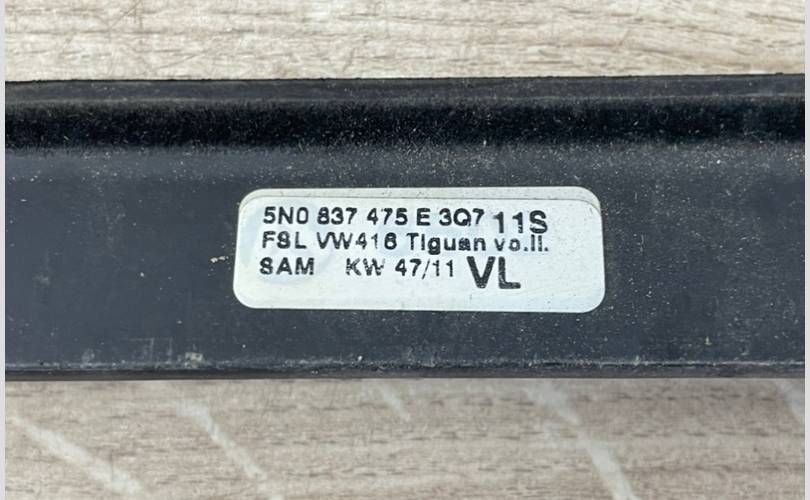 5N0 837 475 E 3Q7 11S
FSL VW416 Tiguan vo.li.
SAM KW 47/11 VL